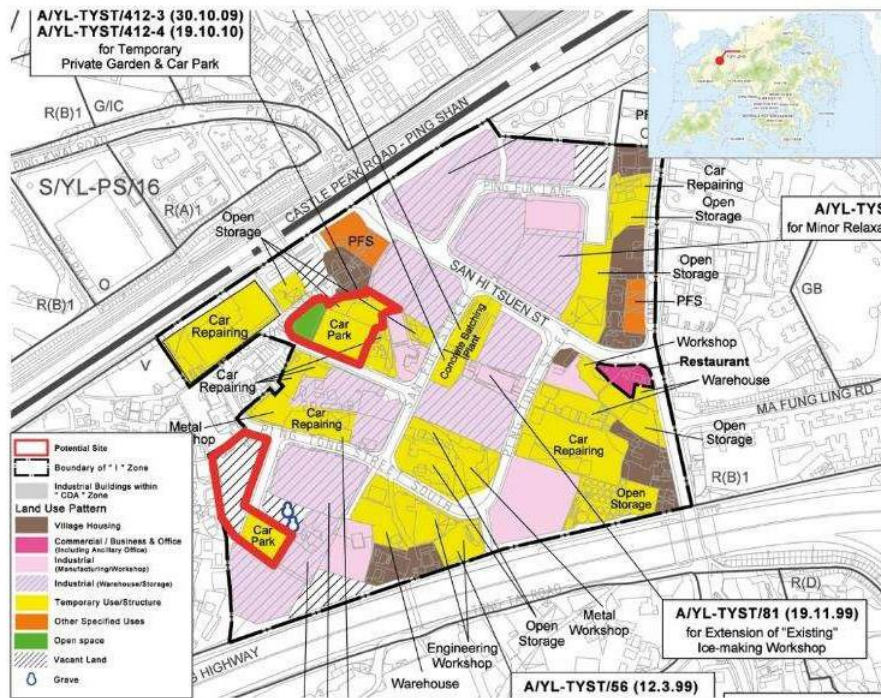 A/YL-TYST/412-3 (30.10.09)
A/YL-TYST/412-4 (19.10.10)
for Temporary
Private Garden & Car Park
R(B)1
G/IC
PING KWAI ROAD
CASTLE PEAK ROAD - PING SHAN
S/YL-PS/16
R(A)1
R(B)1
O
V
Open
Storage
PFS
PING FUK LANE
Car
Repairing
Open
Storage
A/YL-TYS
for Minor Relaxa
SAN HI TSUEN ST
Open
Storage
GB
PFS
Car
Repairing
Car
Park
Concrete Batching
Plant
Workshop
Restaurant
Warehouse
MA FUNG LING RD
Car
Repairing
Metal
Workshop
Car
Repairing
Car
Repairing
Open
Storage
R(B)1
Open
Storage
SOUTH
Car
Park
R(D)
HIGHWAY
Engineering
Workshop
Warehouse
Open
Storage
Metal
Workshop
A/YL-TYST/81 (19.11.99)
for Extension of "Existing"
Ice-making Workshop
A/YL-TYST/56 (12.3.99)
Potential Site
Boundary of " I " Zone
Industrial Buildings within
" CDA " Zone
Land Use Pattern
Village Housing
Commercial / Business & Office
(Including Ancillary Office)
Industrial
(Manufacturing/Workshop)
Industrial (Warehouse/Storage)
Temporary Use/Structure
Other Specified Uses
Open space
Vacant Land
Grave